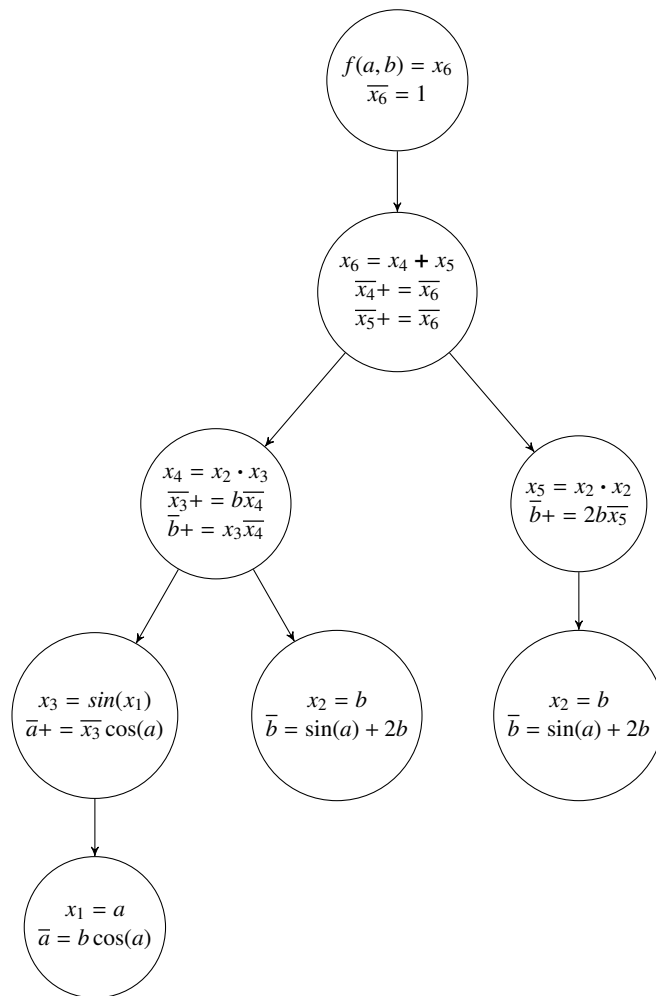 f(a, b) = x₆
x̅₆ = 1
x₆ = x₄ + x₅
x̅₄+ = x̅₆
x̅₅+ = x̅₆
x₄ = x₂ · x₃
x̅₃+ = bx̅₄
b̅+ = x₃x̅₄
x₅ = x₂ · x₂
b̅+ = 2bx̅₅
x₃ = sin(x₁)
a̅+ = x̅₃ cos(a)
x₂ = b
b̅ = sin(a) + 2b
x₂ = b
b̅ = sin(a) + 2b
x₁ = a
a̅ = b cos(a)